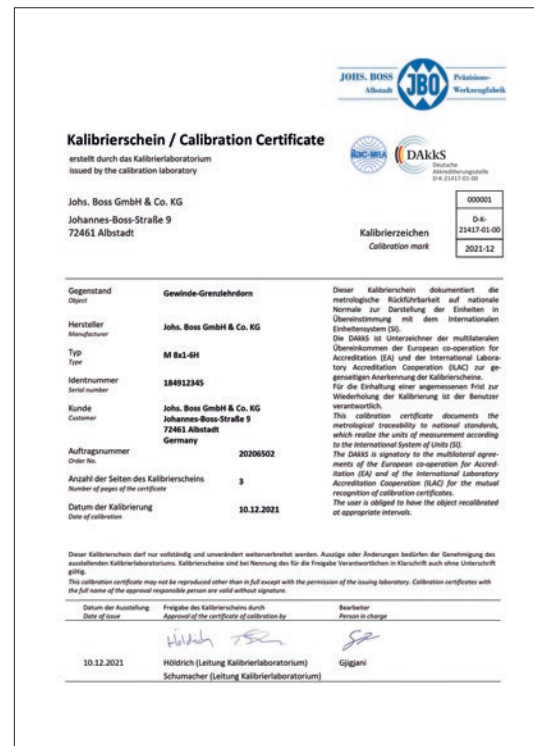 JOHS. BOSS
Albstadt
JBO
Präzisions-
Werkzeugfabrik
Kalibrierschein / Calibration Certificate
erstellt durch das Kalibrierlaboratorium
issued by the calibration laboratory
ilac-MRA
DAkkS
Deutsche
Akkreditierungsstelle
D-K-21417-01-00
Johs. Boss GmbH & Co. KG
Johannes-Boss-Straße 9
72461 Albstadt
Kalibrierzeichen
Calibration mark
000001
D-K-
21417-01-00
2021-12
Gegenstand
Object
Gewinde-Grenzlehrdorn
Hersteller
Manufacturer
Johs. Boss GmbH & Co. KG
Typ
Type
M 8x1-6H
Identnummer
Serial number
184912345
Kunde
Customer
Johs. Boss GmbH & Co. KG
Johannes-Boss-Straße 9
72461 Albstadt
Germany
Auftragsnummer
Order No.
20206502
Anzahl der Seiten des Kalibrierscheins
Number of pages of the certificate
3
Datum der Kalibrierung
Date of calibration
10.12.2021
Dieser Kalibrierschein dokumentiert die
metrologische Rückführbarkeit auf nationale
Normale zur Darstellung der Einheiten in
Übereinstimmung mit dem Internationalen
Einheitensystem (SI).
Die DAkkS ist Unterzeichner der multilateralen
Übereinkommen der European co-operation for
Accreditation (EA) und der International Labora-
tory Accreditation Cooperation (ILAC) zur ge-
genseitigen Anerkennung der Kalibrierscheine.
Für die Einhaltung einer angemessenen Frist zur
Wiederholung der Kalibrierung ist der Benutzer
verantwortlich.
This calibration certificate documents the
metrological traceability to national standards,
which realize the units of measurement according
to the International System of Units (SI).
The DAkkS is signatory to the multilateral agree-
ments of the European co-operation for Accred-
itation (EA) and of the International Laboratory
Accreditation Cooperation (ILAC) for the mutual
recognition of calibration certificates.
The user is obliged to have the object recalibrated
at appropriate intervals.
Dieser Kalibrierschein darf nur vollständig und unverändert weiterverbreitet werden. Auszüge oder Änderungen bedürfen der Genehmigung des
ausstellenden Kalibrierlaboratoriums. Kalibrierscheine sind bei Nennung des für die Freigabe Verantwortlichen in Klarschrift auch ohne Unterschrift
gültig.
This calibration certificate may not be reproduced other than in full except with the permission of the issuing laboratory. Calibration certificates with
the full name of the approval responsible person are valid without signature.
Datum der Ausstellung
Date of issue
Freigabe des Kalibrierscheins durch
Approval of the certificate of calibration by
Bearbeiter
Person in charge
Höldrich
10.12.2021
Höldrich (Leitung Kalibrierlaboratorium)
Gjigjani
Schumacher (Leitung Kalibrierlaboratorium)